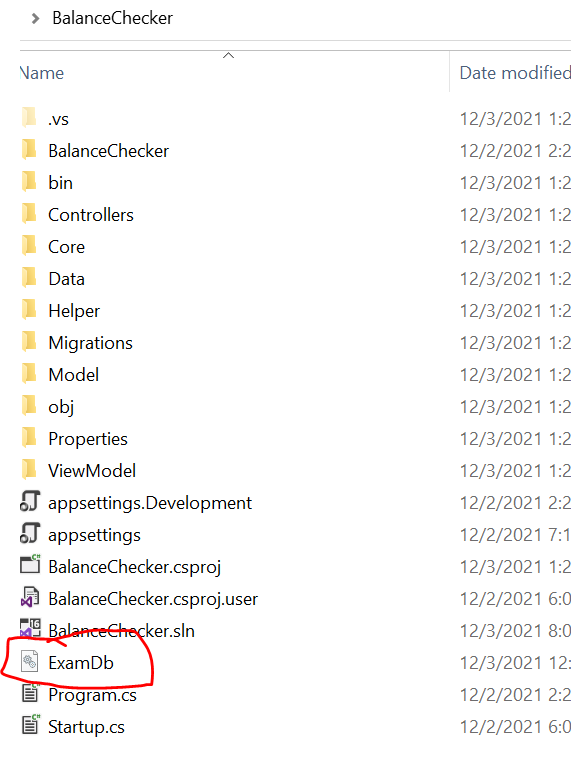 BalanceChecker
Name Date modified
.vs 12/3/2021 1:2
BalanceChecker 12/2/2021 2:2
bin 12/3/2021 1:2
Controllers 12/3/2021 1:2
Core 12/3/2021 1:2
Data 12/3/2021 1:2
Helper 12/3/2021 1:2
Migrations 12/3/2021 1:2
Model 12/3/2021 1:2
obj 12/3/2021 1:2
Properties 12/3/2021 1:2
ViewModel 12/3/2021 1:2
appsettings.Development 12/2/2021 2:2
appsettings 12/2/2021 7:1
BalanceChecker.csproj 12/3/2021 1:2
BalanceChecker.csproj.user 12/2/2021 6:0
BalanceChecker.sln 12/3/2021 8:0
ExamDb 12/3/2021 12:
Program.cs 12/2/2021 2:2
Startup.cs 12/2/2021 6:0